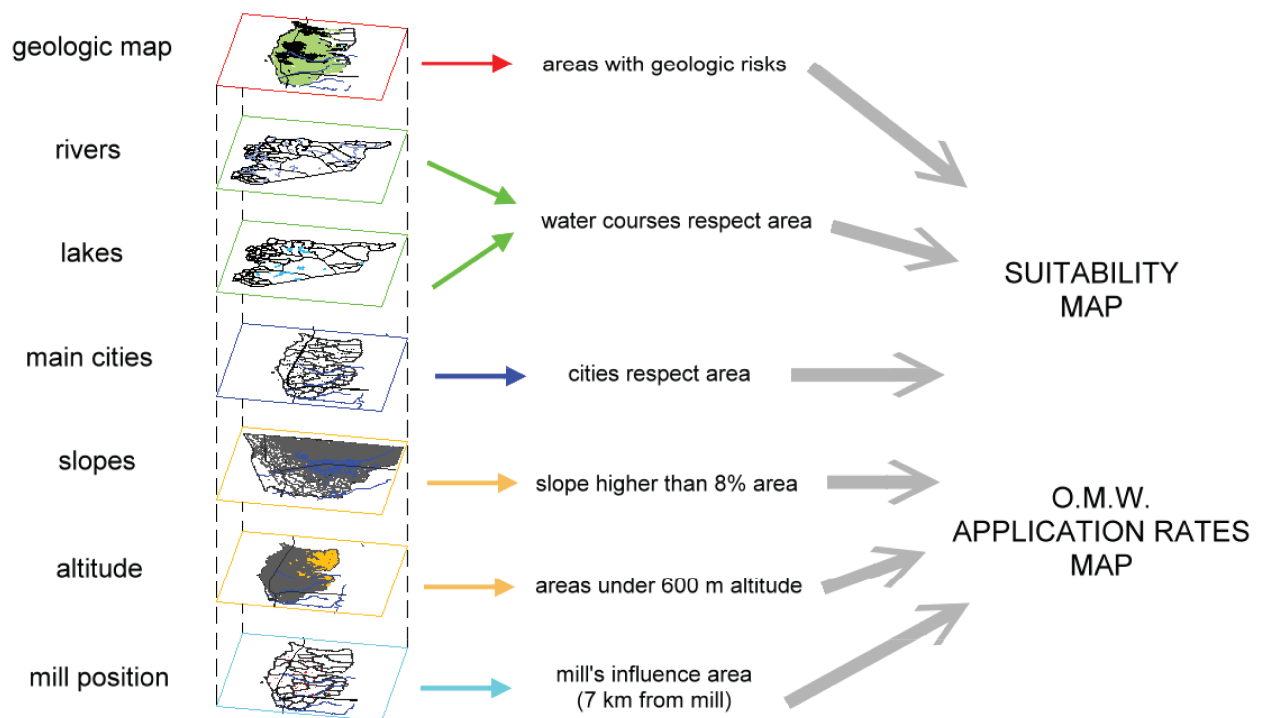 geologic map
areas with geologic risks
rivers
water courses respect area
lakes
SUITABILITY
MAP
main cities
cities respect area
slopes
slope higher than 8% area
O.M.W.
APPLICATION RATES
MAP
altitude
areas under 600 m altitude
mill position
mill's influence area
(7 km from mill)